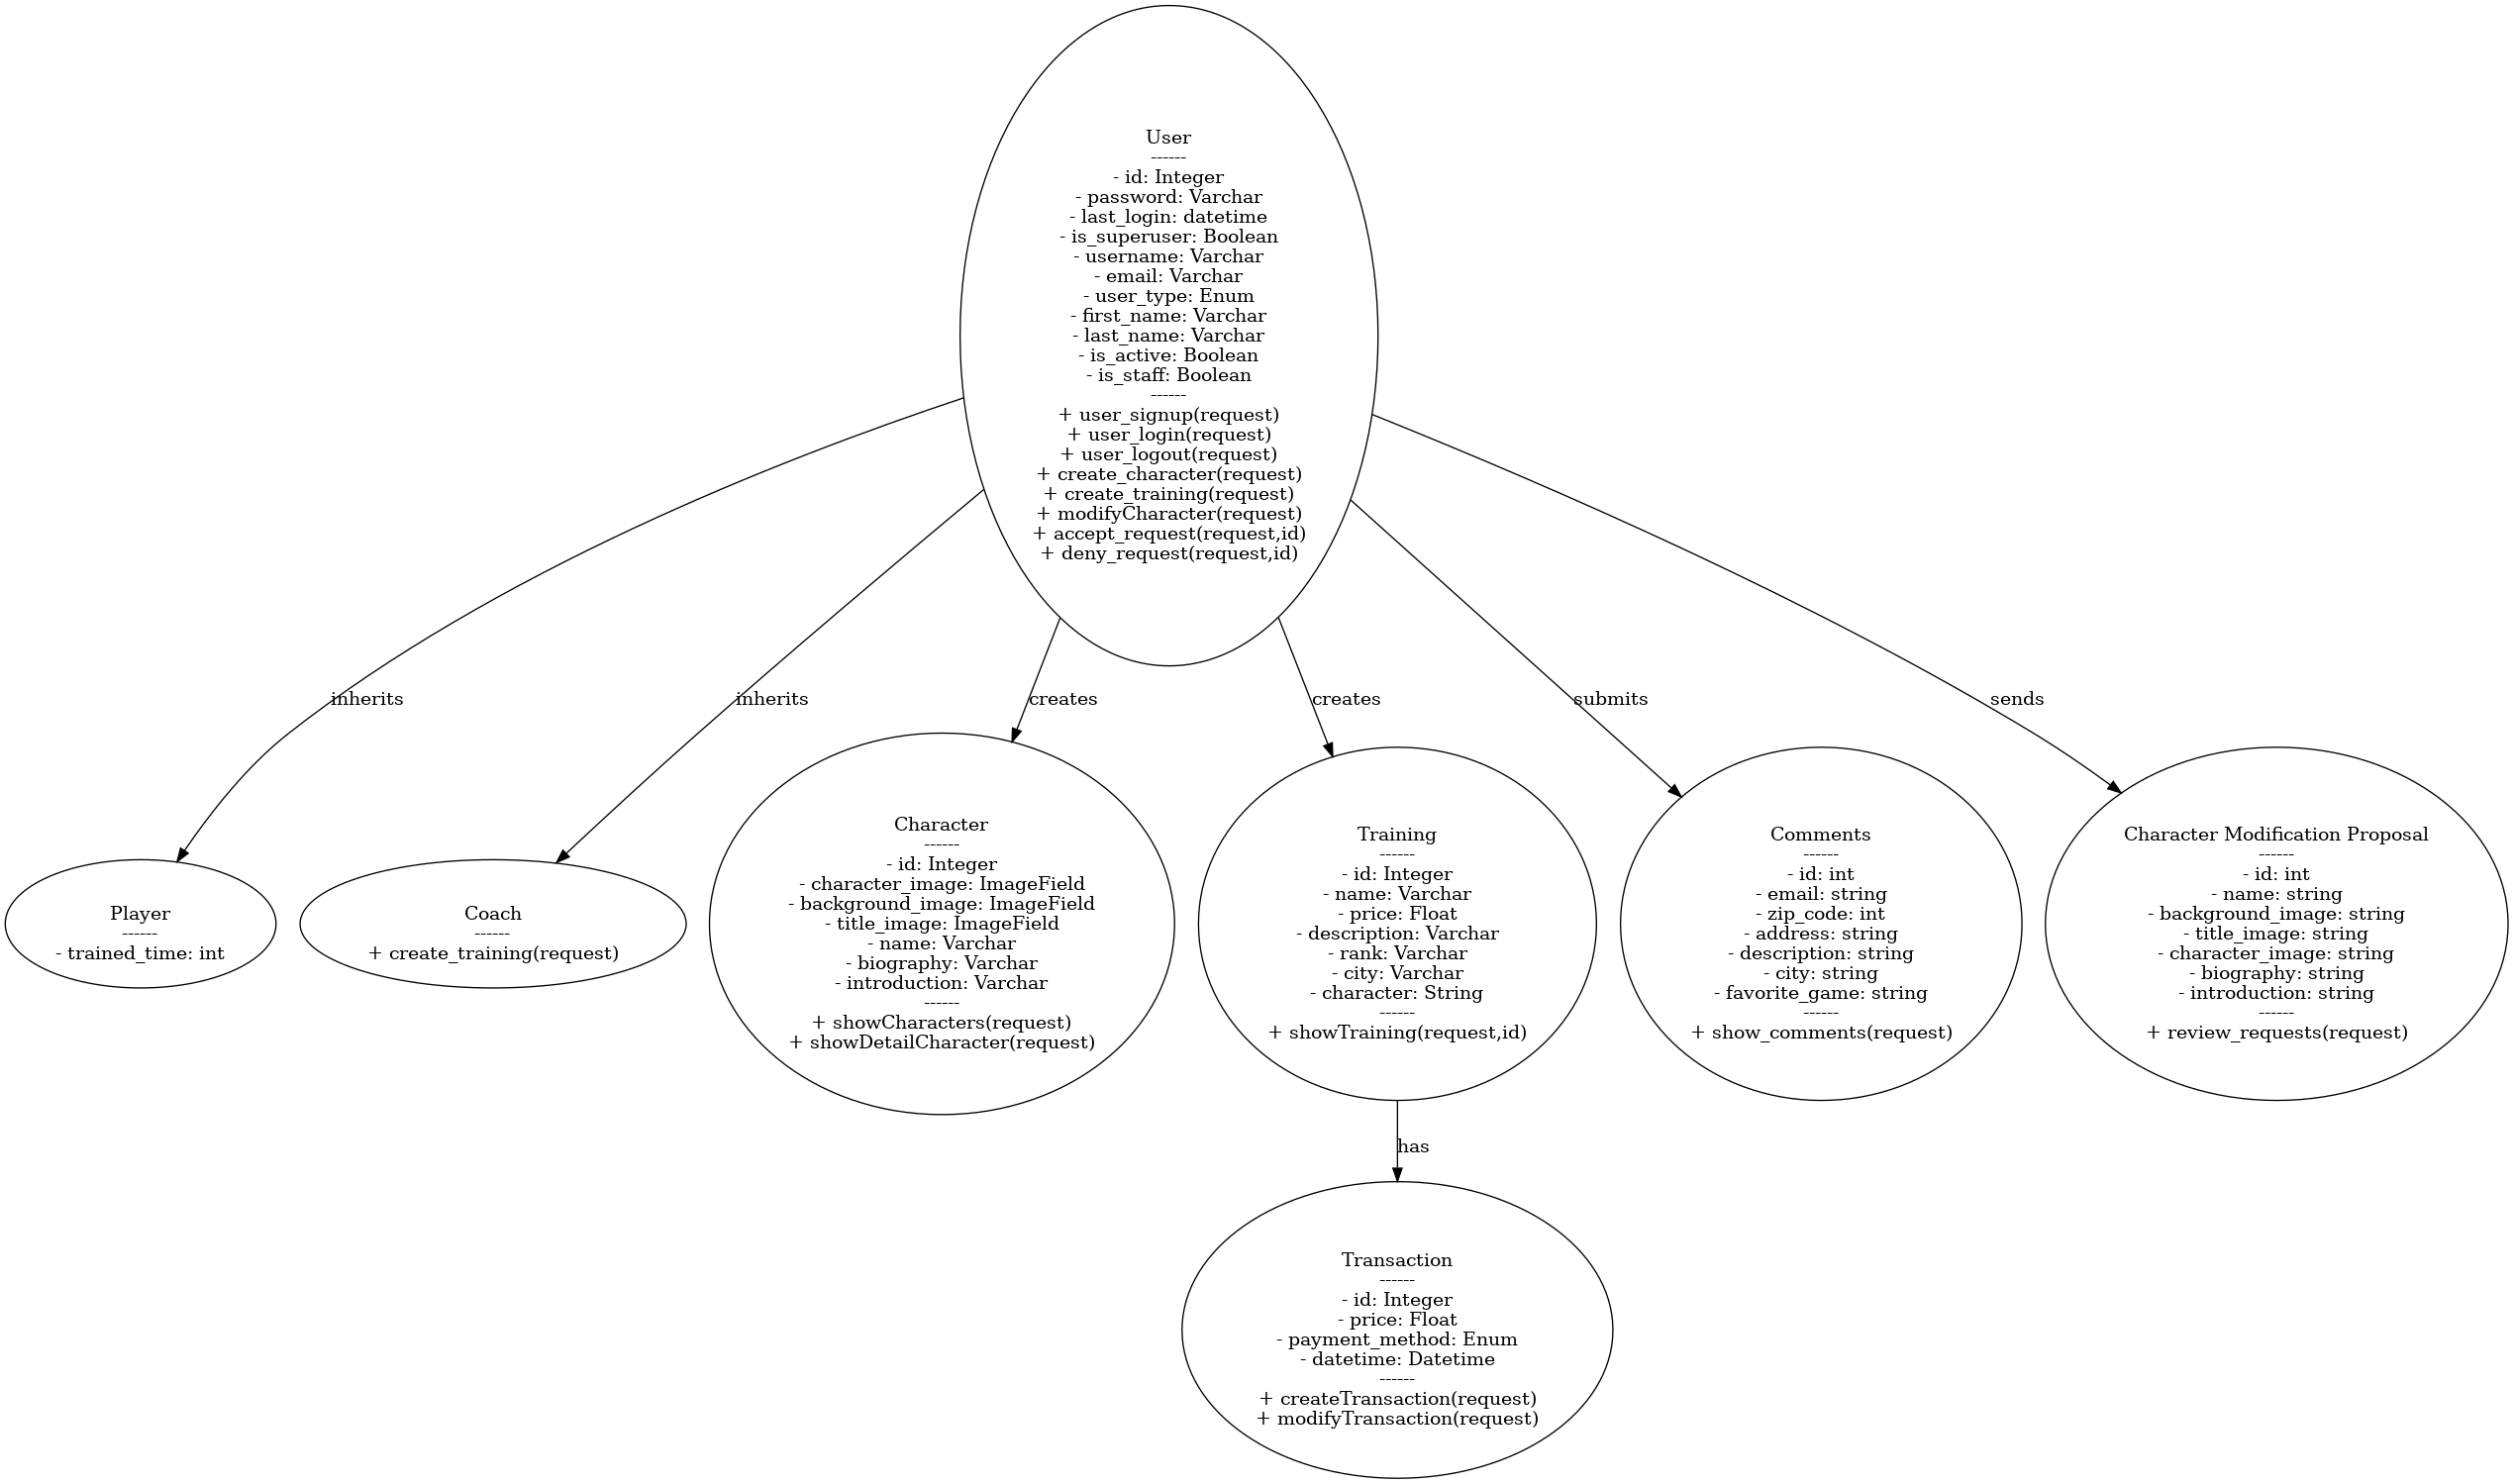 User
------
- id: Integer
- password: Varchar
- last_login: datetime
- is_superuser: Boolean
- username: Varchar
- email: Varchar
- user_type: Enum
- first_name: Varchar
- last_name: Varchar
- is_active: Boolean
- is_staff: Boolean
------
+ user_signup(request)
+ user_login(request)
+ user_logout(request)
+ create_character(request)
+ create_training(request)
+ modifyCharacter(request)
+ accept_request(request,id)
+ deny_request(request,id)
inherits
inherits
creates
creates
submits
sends
Player
------
- trained_time: int
Coach
------
+ create_training(request)
Character
------
- id: Integer
- character_image: ImageField
- background_image: ImageField
- title_image: ImageField
- name: Varchar
- biography: Varchar
- introduction: Varchar
------
+ showCharacters(request)
+ showDetailCharacter(request)
Training
------
- id: Integer
- name: Varchar
- price: Float
- description: Varchar
- rank: Varchar
- city: Varchar
- character: String
------
+ showTraining(request,id)
Comments
------
- id: int
- email: string
- zip_code: int
- address: string
- description: string
- city: string
- favorite_game: string
------
+ show_comments(request)
Character Modification Proposal
------
- id: int
- name: string
- background_image: string
- title_image: string
- character_image: string
- biography: string
- introduction: string
------
+ review_requests(request)
has
Transaction
------
- id: Integer
- price: Float
- payment_method: Enum
- datetime: Datetime
------
+ createTransaction(request)
+ modifyTransaction(request)